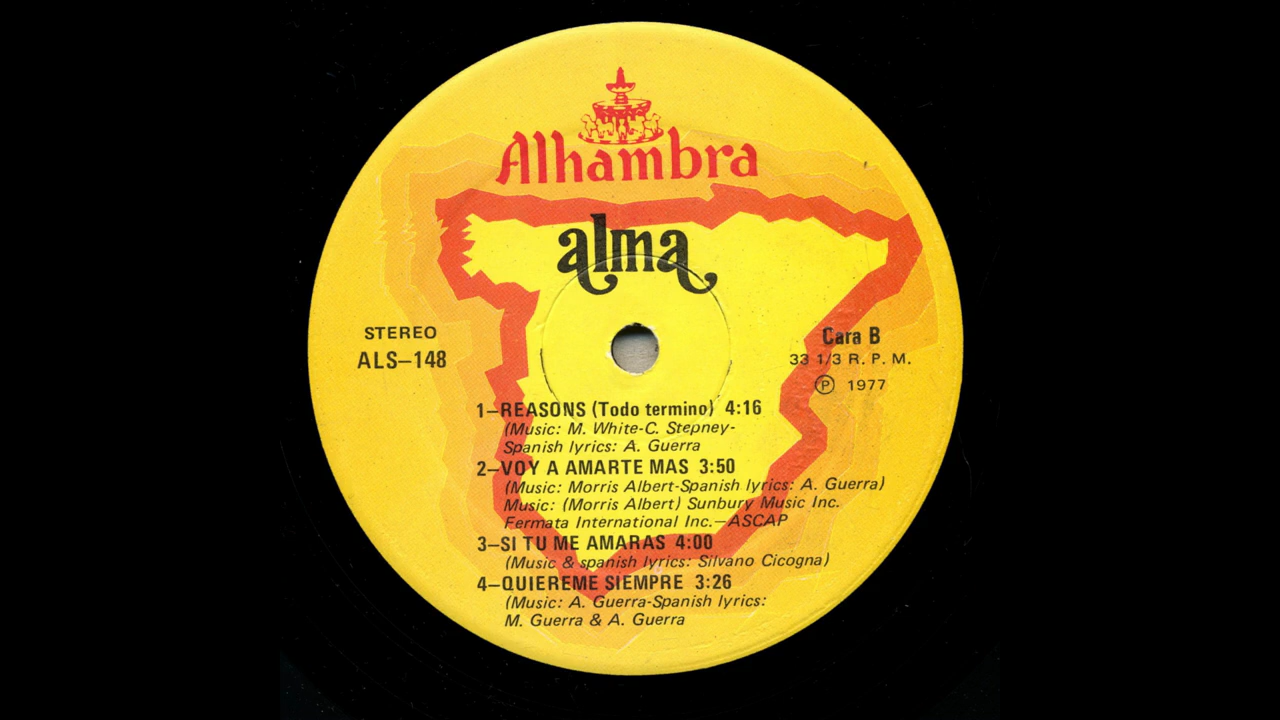 Alhambra
alma
STEREO
ALS–148
Cara B
33 1/3 R. P. M.
Ⓟ 1977
1–REASONS (Todo termino) 4:16
(Music: M. White-C. Stepney-
Spanish lyrics: A. Guerra
2–VOY A AMARTE MAS 3:50
(Music: Morris Albert-Spanish lyrics: A. Guerra)
Music: (Morris Albert) Sunbury Music Inc.
Fermata International Inc.–ASCAP
3–SI TU ME AMARAS 4:00
(Music & spanish lyrics: Silvano Cicogna)
4–QUIEREME SIEMPRE 3:26
(Music: A. Guerra-Spanish lyrics:
M. Guerra & A. Guerra